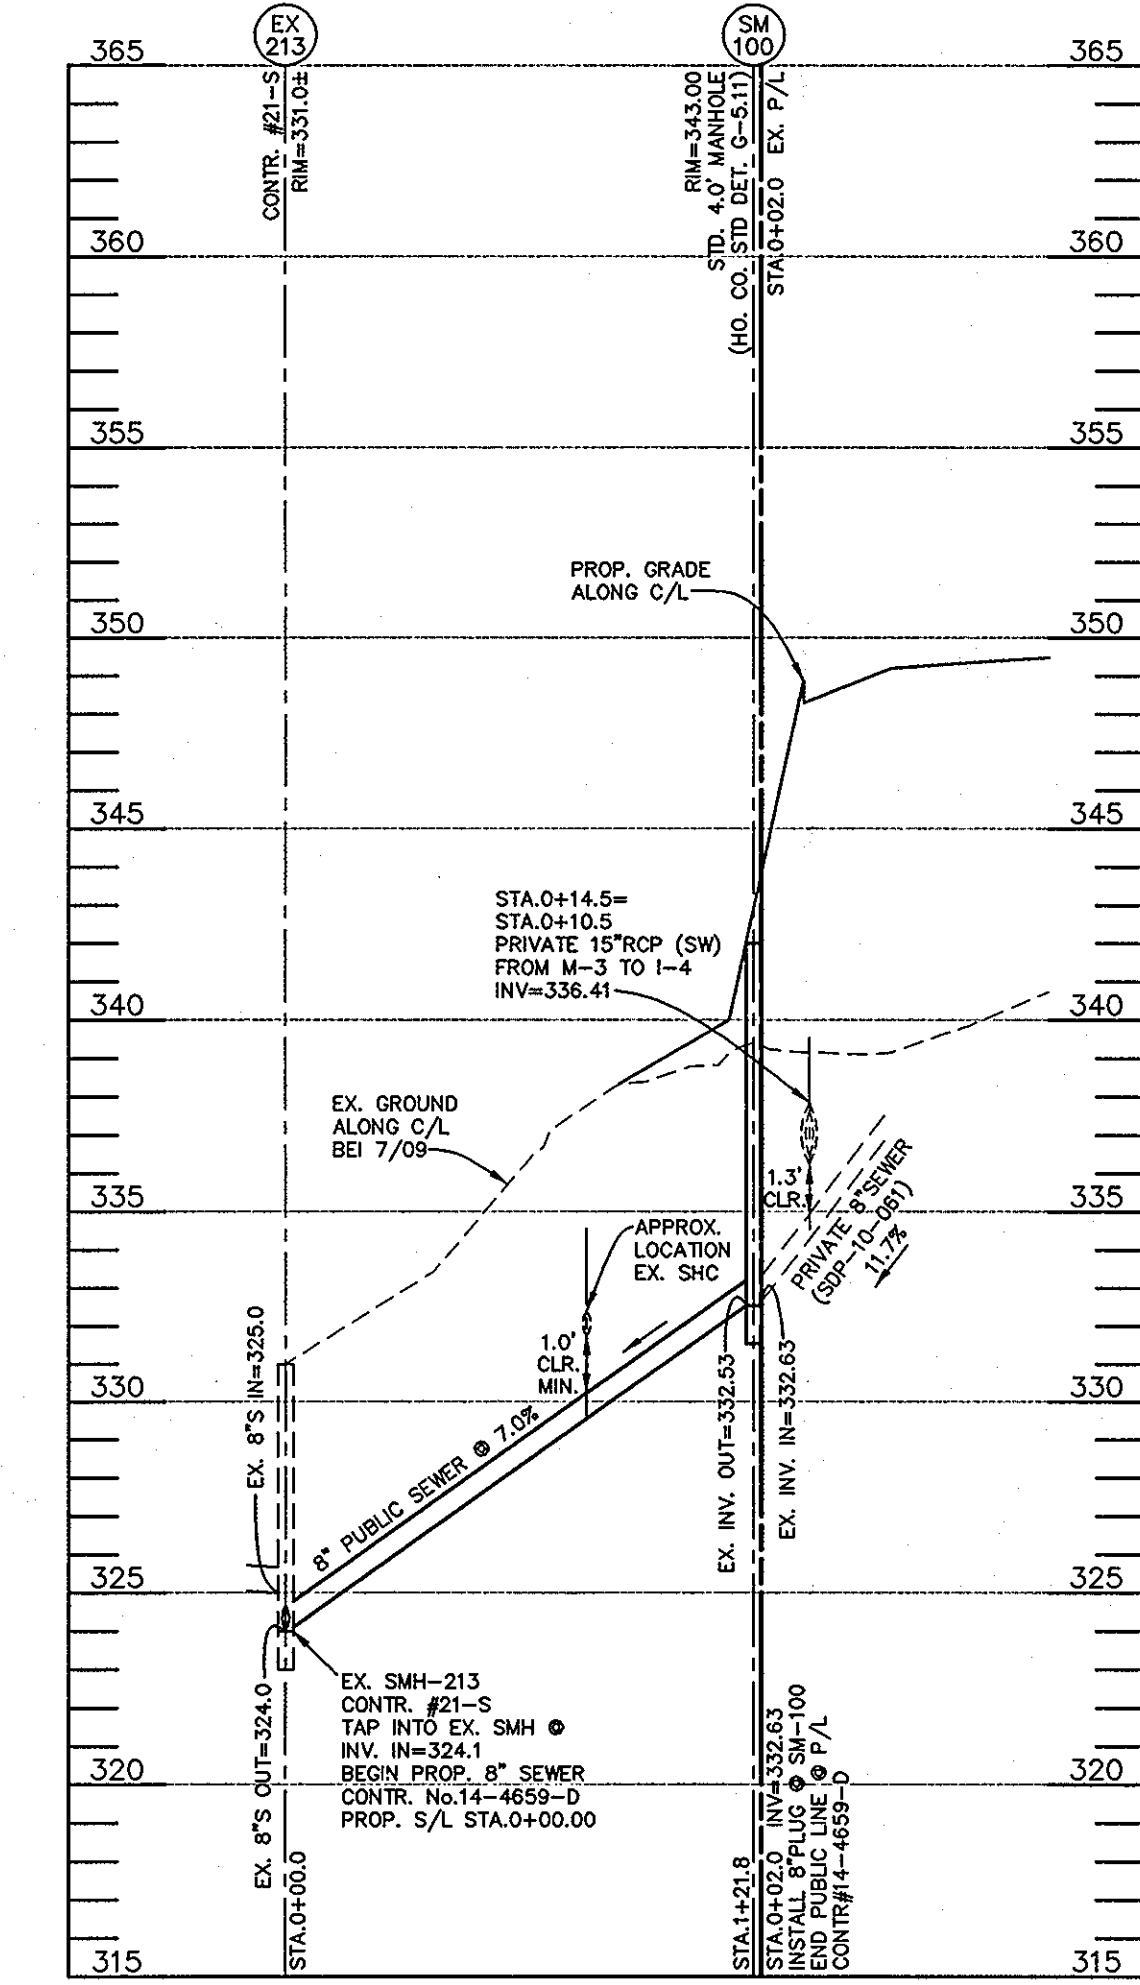 EX
213
SM
100
365
365
CONTR. #21-S
RIM=331.0±
RIM=343.00
STD. 4.0' MANHOLE
(HO. CO. STD DET. G-5.11)
STA.0+02.0 EX. P/L
360
360
355
355
PROP. GRADE
ALONG C/L
350
350
345
345
STA.0+14.5=
STA.0+10.5
PRIVATE 15"RCP (SW)
FROM M-3 TO I-4
INV=336.41
340
340
EX. GROUND
ALONG C/L
BEI 7/09
335
335
1.3'
CLR.
PRIVATE 8"SEWER
(SDP-10-061)
11.7%
APPROX.
LOCATION
EX. SHC
1.0'
CLR.
MIN.
330
330
EX. 8"S IN=325.0
8" PUBLIC SEWER @ 7.0%
EX. INV. OUT=332.53
EX. INV. IN=332.63
325
325
EX. 8"S OUT=324.0
EX. SMH-213
CONTR. #21-S
TAP INTO EX. SMH @
INV. IN=324.1
BEGIN PROP. 8" SEWER
CONTR. No.14-4659-D
PROP. S/L STA.0+00.00
320
320
STA.0+00.0
STA.1+21.8
STA.0+02.0 INV=332.63
INSTALL 8"PLUG @ SM-100
END PUBLIC LINE @ P/L
CONTR#14-4659-D
315
315